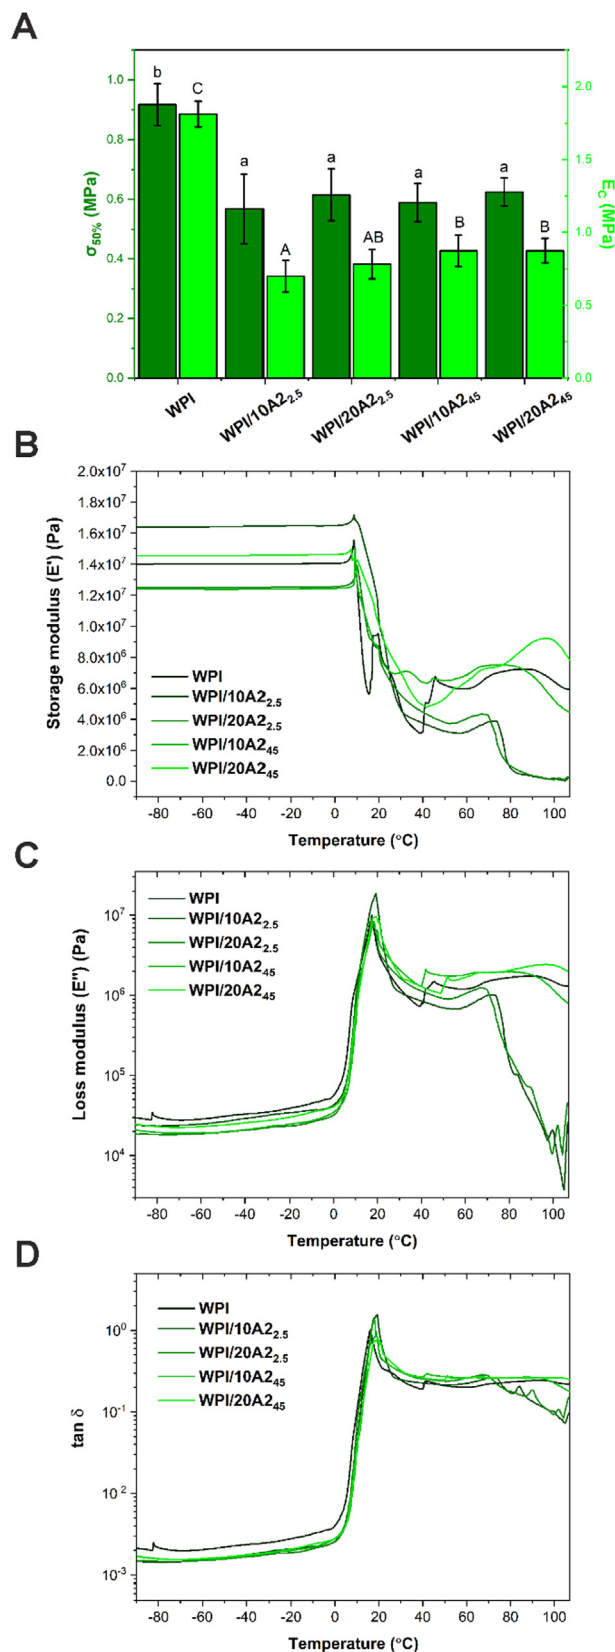 A
b
C
a
A
a
AB
a
B
a
B
1.0
0.8
0.6
0.4
0.2
0.0
σ50% (MPa)
2.0
1.5
1.0
0.5
0.0
EC (MPa)
WPI
WPI/10A22.5
WPI/20A22.5
WPI/10A245
WPI/20A245
B
2.0x10⁷
1.8x10⁷
1.6x10⁷
1.4x10⁷
1.2x10⁷
1.0x10⁷
8.0x10⁶
6.0x10⁶
4.0x10⁶
2.0x10⁶
0.0
Storage modulus (E') (Pa)
WPI
WPI/10A22.5
WPI/20A22.5
WPI/10A245
WPI/20A245
-80 -60 -40 -20 0 20 40 60 80 100
Temperature (°C)
C
10⁷
10⁶
10⁵
10⁴
Loss modulus (E'') (Pa)
WPI
WPI/10A22.5
WPI/20A22.5
WPI/10A245
WPI/20A245
-80 -60 -40 -20 0 20 40 60 80 100
Temperature (°C)
D
10⁰
10⁻¹
10⁻²
10⁻³
tan δ
WPI
WPI/10A22.5
WPI/20A22.5
WPI/10A245
WPI/20A245
-80 -60 -40 -20 0 20 40 60 80 100
Temperature (°C)